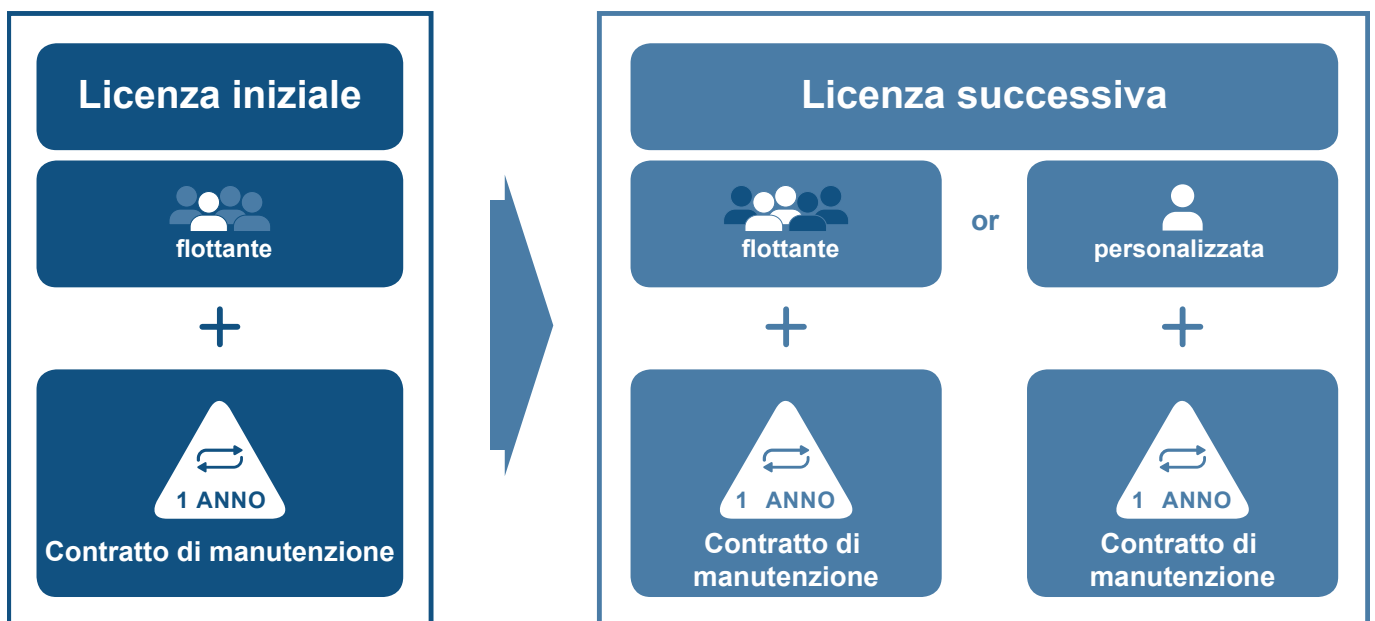 Licenza iniziale
flottante
1 ANNO
Contratto di manutenzione
Licenza successiva
flottante
or
personalizzata
1 ANNO
Contratto di
manutenzione
1 ANNO
Contratto di
manutenzione